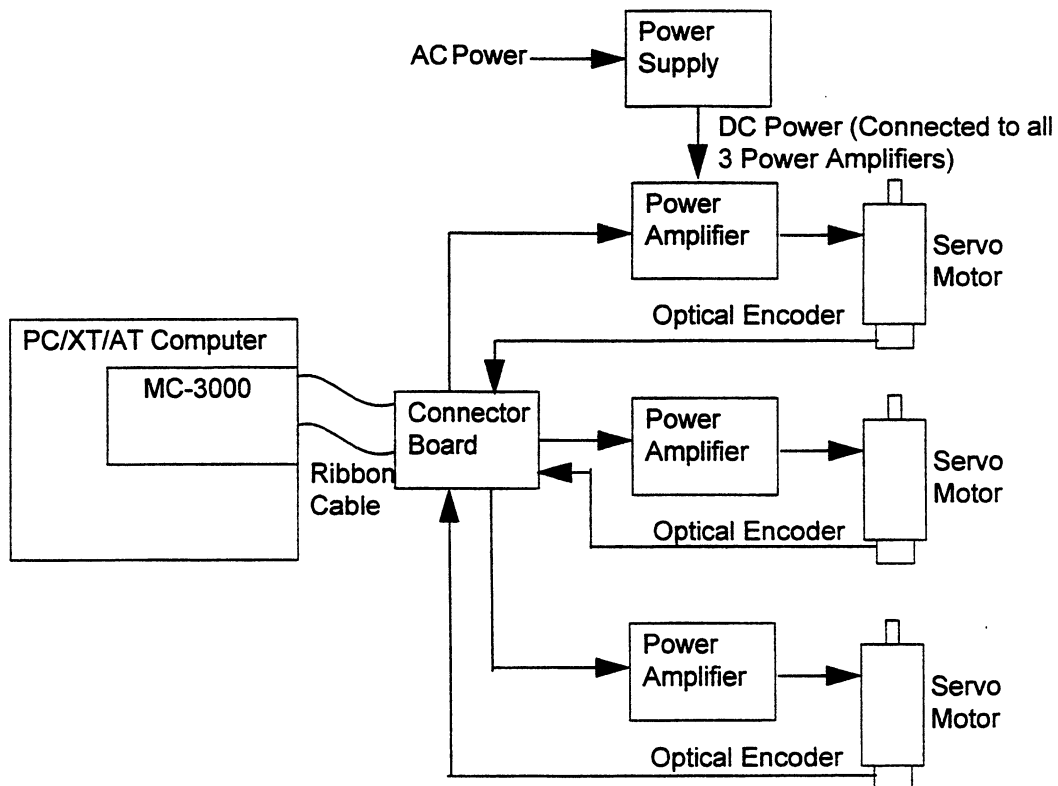 Power
Supply
AC Power
DC Power (Connected to all
3 Power Amplifiers)
Power
Amplifier
Servo
Motor
Optical Encoder
PC/XT/AT Computer
MC-3000
Connector
Board
Ribbon
Cable
Power
Amplifier
Servo
Motor
Optical Encoder
Power
Amplifier
Servo
Motor
Optical Encoder